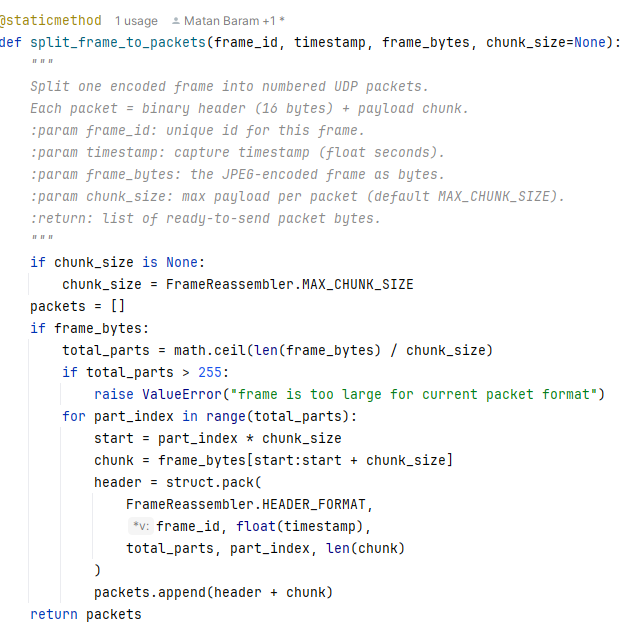 @staticmethod 1 usage Matan Baram +1 *
def split_frame_to_packets(frame_id, timestamp, frame_bytes, chunk_size=None):
"""
Split one encoded frame into numbered UDP packets.
Each packet = binary header (16 bytes) + payload chunk.
:param frame_id: unique id for this frame.
:param timestamp: capture timestamp (float seconds).
:param frame_bytes: the JPEG-encoded frame as bytes.
:param chunk_size: max payload per packet (default MAX_CHUNK_SIZE).
:return: list of ready-to-send packet bytes.
"""
if chunk_size is None:
chunk_size = FrameReassembler.MAX_CHUNK_SIZE
packets = []
if frame_bytes:
total_parts = math.ceil(len(frame_bytes) / chunk_size)
if total_parts > 255:
raise ValueError("frame is too large for current packet format")
for part_index in range(total_parts):
start = part_index * chunk_size
chunk = frame_bytes[start:start + chunk_size]
header = struct.pack(
FrameReassembler.HEADER_FORMAT,
*v: frame_id, float(timestamp),
total_parts, part_index, len(chunk)
)
packets.append(header + chunk)
return packets